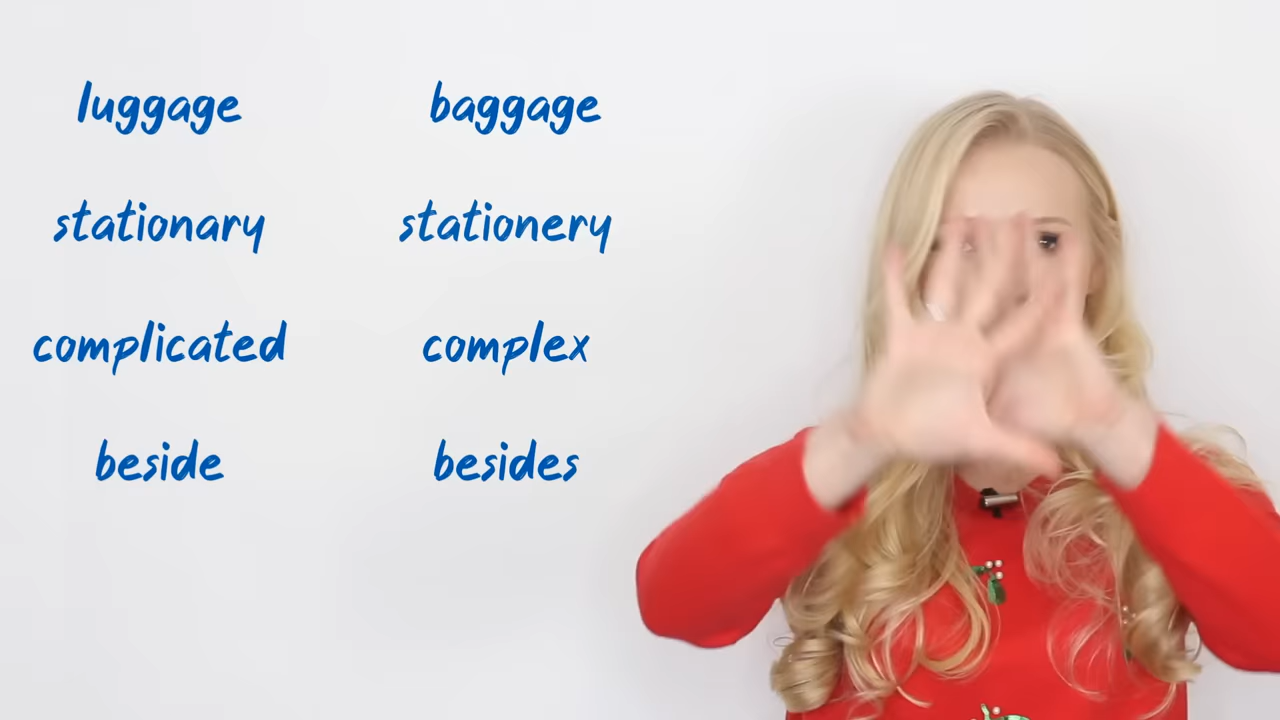 luggage baggage
stationary stationery
complicated complex
beside besides